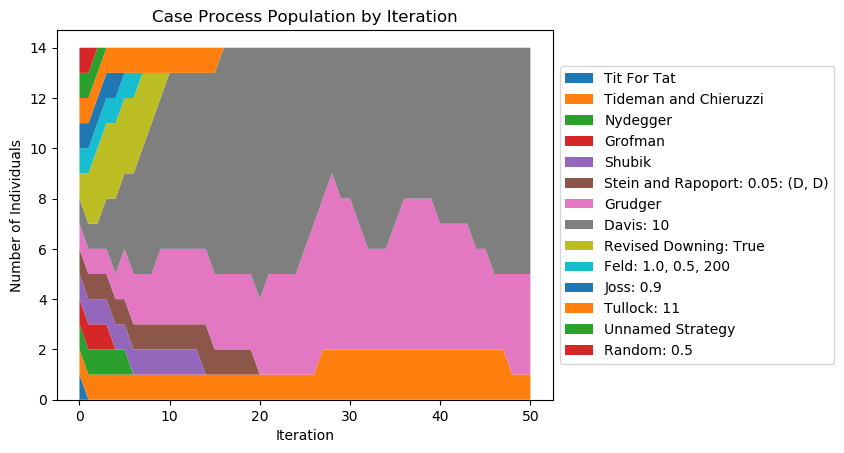 Case Process Population by Iteration
Number of Individuals
14
12
10
8
6
4
2
0
0 10 20 30 40 50
Iteration
Tit For Tat
Tideman and Chieruzzi
Nydegger
Grofman
Shubik
Stein and Rapoport: 0.05: (D, D)
Grudger
Davis: 10
Revised Downing: True
Feld: 1.0, 0.5, 200
Joss: 0.9
Tullock: 11
Unnamed Strategy
Random: 0.5